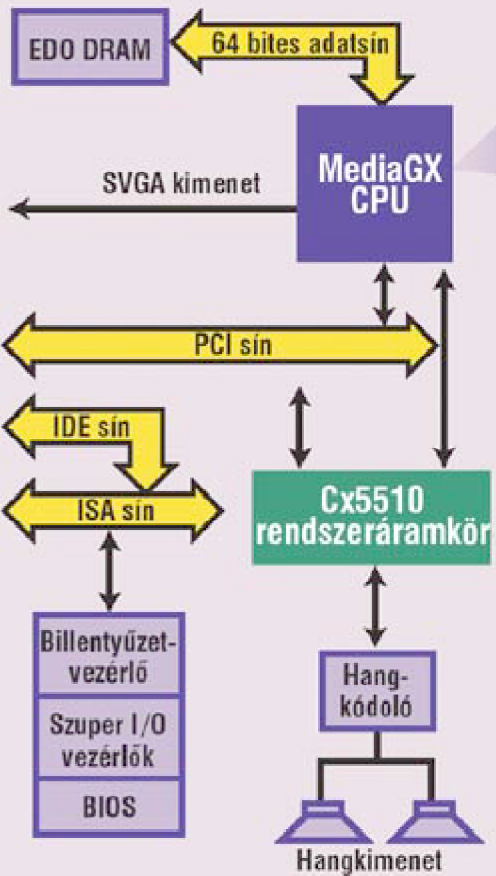 EDO DRAM
64 bites adatsín
MediaGX
CPU
SVGA kimenet
PCI sín
IDE sín
ISA sín
Cx5510
rendszeráramkör
Billentyűzet-
vezérlő
Szuper I/O
vezérlők
BIOS
Hang-
kódoló
Hangkimenet